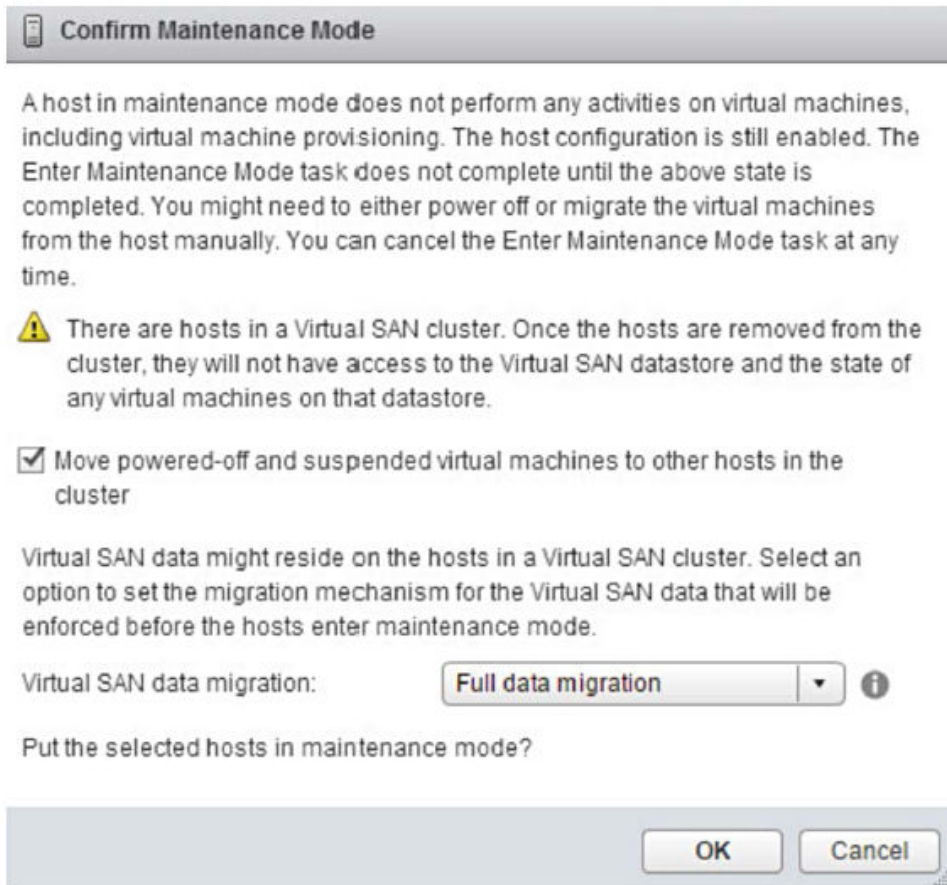 Confirm Maintenance Mode
A host in maintenance mode does not perform any activities on virtual machines,
including virtual machine provisioning. The host configuration is still enabled. The
Enter Maintenance Mode task does not complete until the above state is
completed. You might need to either power off or migrate the virtual machines
from the host manually. You can cancel the Enter Maintenance Mode task at any
time.
There are hosts in a Virtual SAN cluster. Once the hosts are removed from the
cluster, they will not have access to the Virtual SAN datastore and the state of
any virtual machines on that datastore.
Move powered-off and suspended virtual machines to other hosts in the
cluster
Virtual SAN data might reside on the hosts in a Virtual SAN cluster. Select an
option to set the migration mechanism for the Virtual SAN data that will be
enforced before the hosts enter maintenance mode.
Virtual SAN data migration: Full data migration
Put the selected hosts in maintenance mode?
OK Cancel